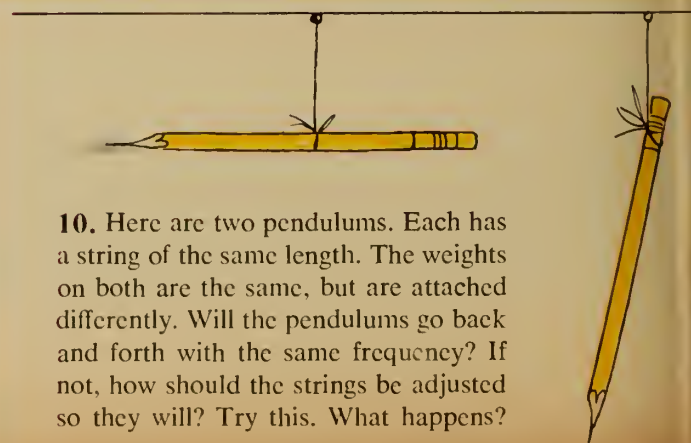 10. Here are two pendulums. Each has
a string of the same length. The weights
on both are the same, but are attached
differently. Will the pendulums go back
and forth with the same frequency? If
not, how should the strings be adjusted
so they will? Try this. What happens?